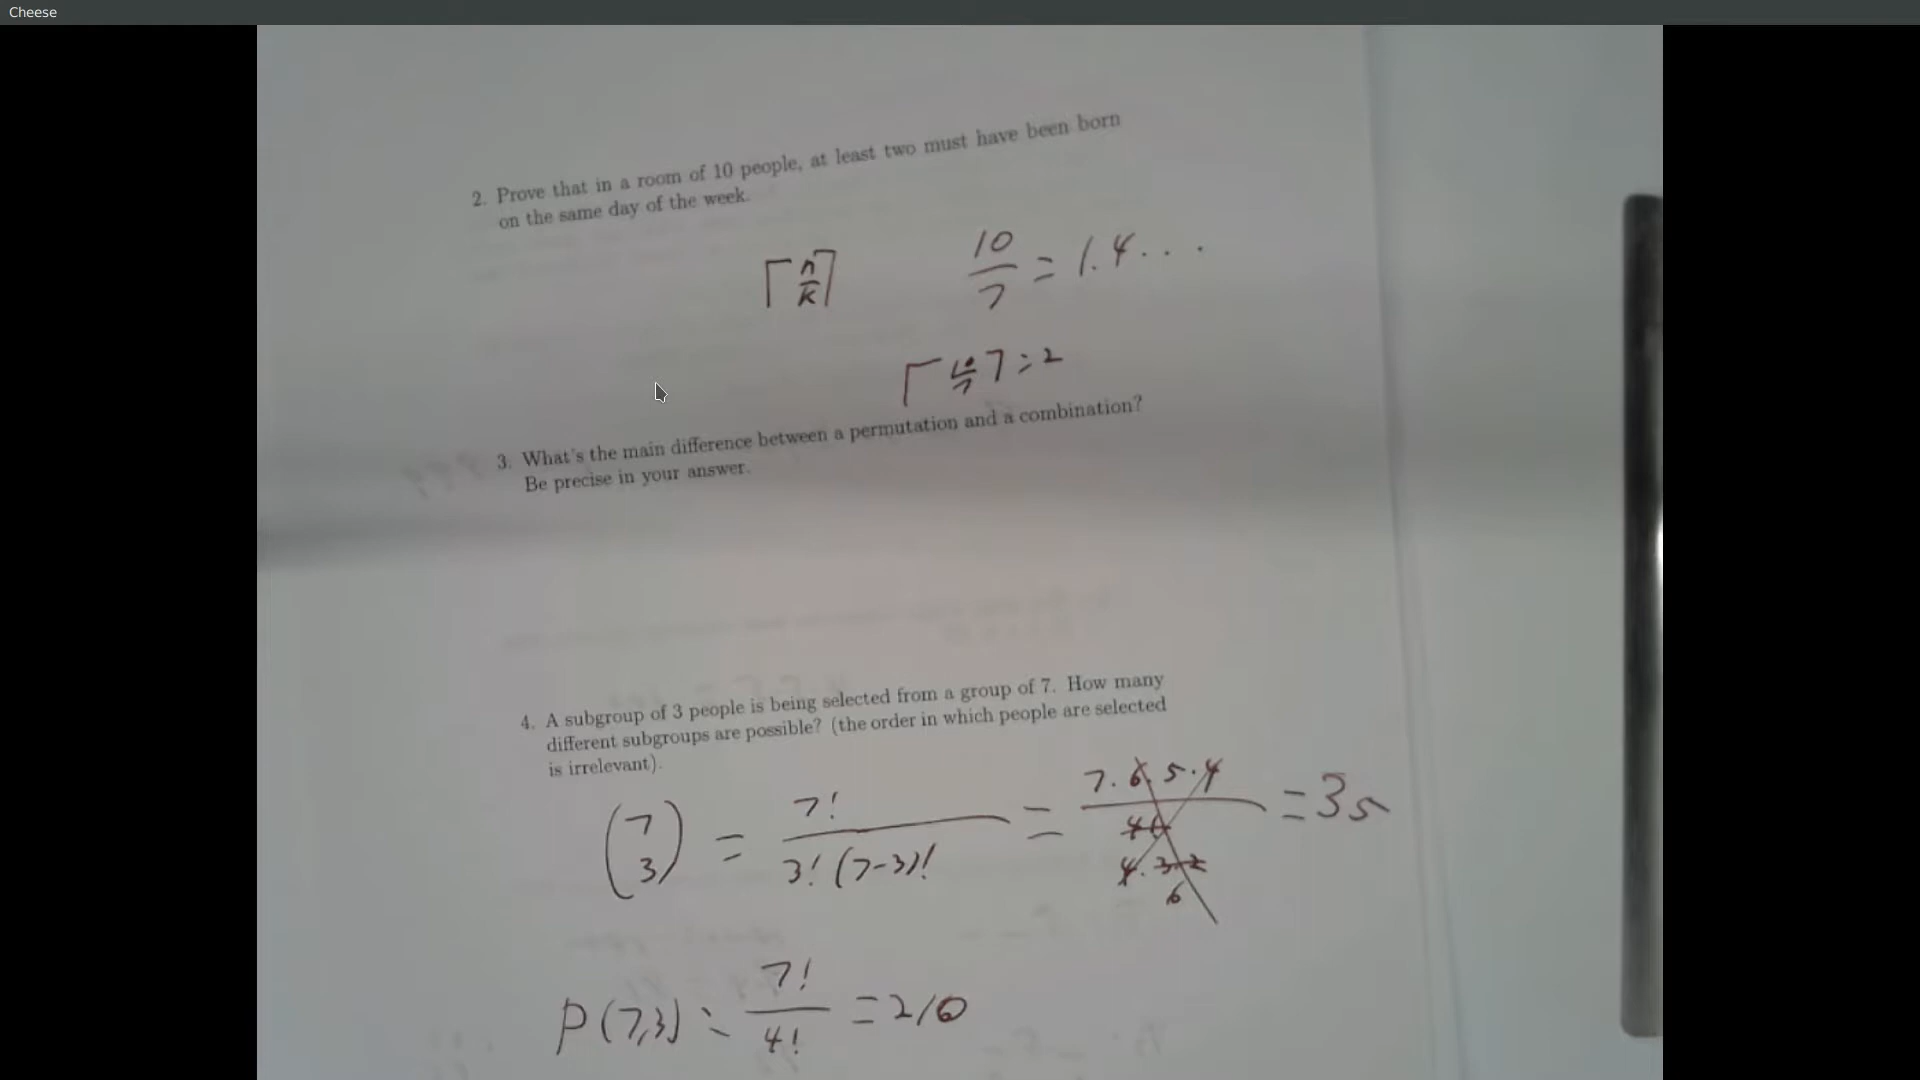 Cheese
2. Prove that in a room of 10 people, at least two must have been born
on the same day of the week.
⌈n/k⌉ 10/7 = 1.4...
⌈10/7⌉ = 2
3. What's the main difference between a permutation and a combination?
Be precise in your answer.
4. A subgroup of 3 people is being selected from a group of 7. How many
different subgroups are possible? (the order in which people are selected
is irrelevant).
(7 3) = 7! / 3! (7-3)! = 7·6·5·4 / 4·3·2 6 = 35
P(7,3) = 7!/4! = 210